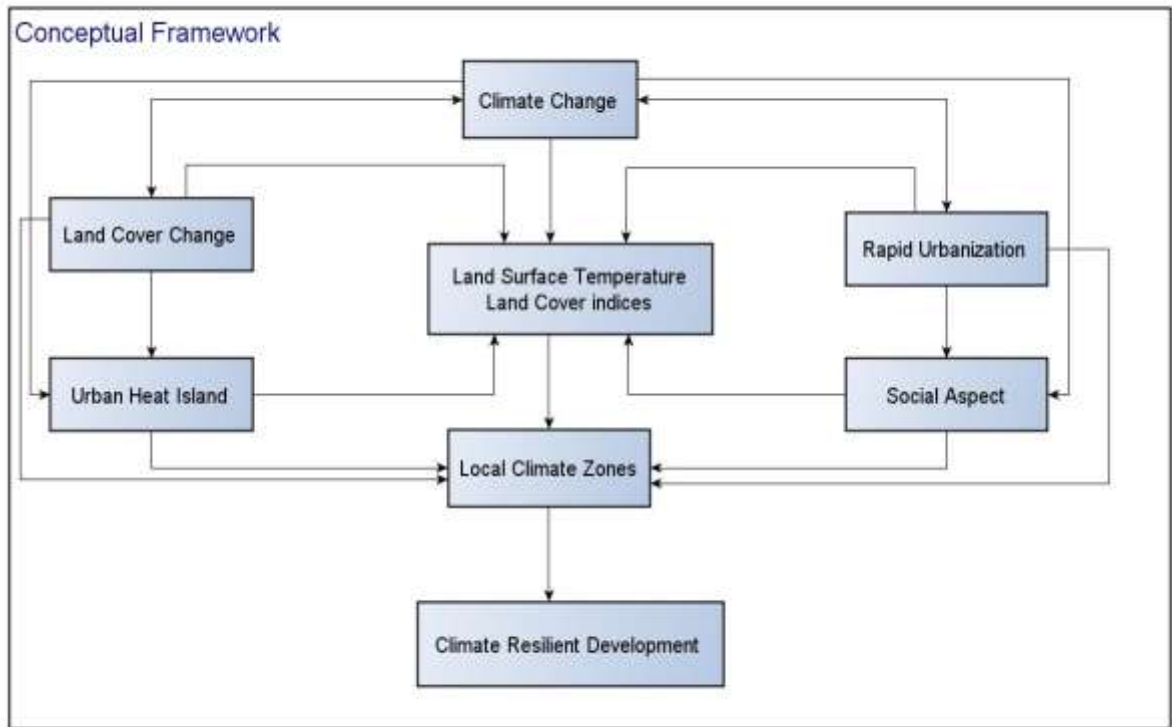 Conceptual Framework
Climate Change
Land Cover Change
Rapid Urbanization
Land Surface Temperature
Land Cover indices
Urban Heat Island
Social Aspect
Local Climate Zones
Climate Resilient Development